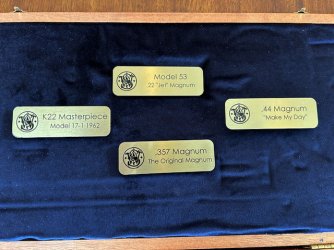 Model 53
.22 "Jet" Magnum
K22 Masterpiece
Model 17-1 1962
.44 Magnum
"Make My Day"
.357 Magnum
The Original Magnum